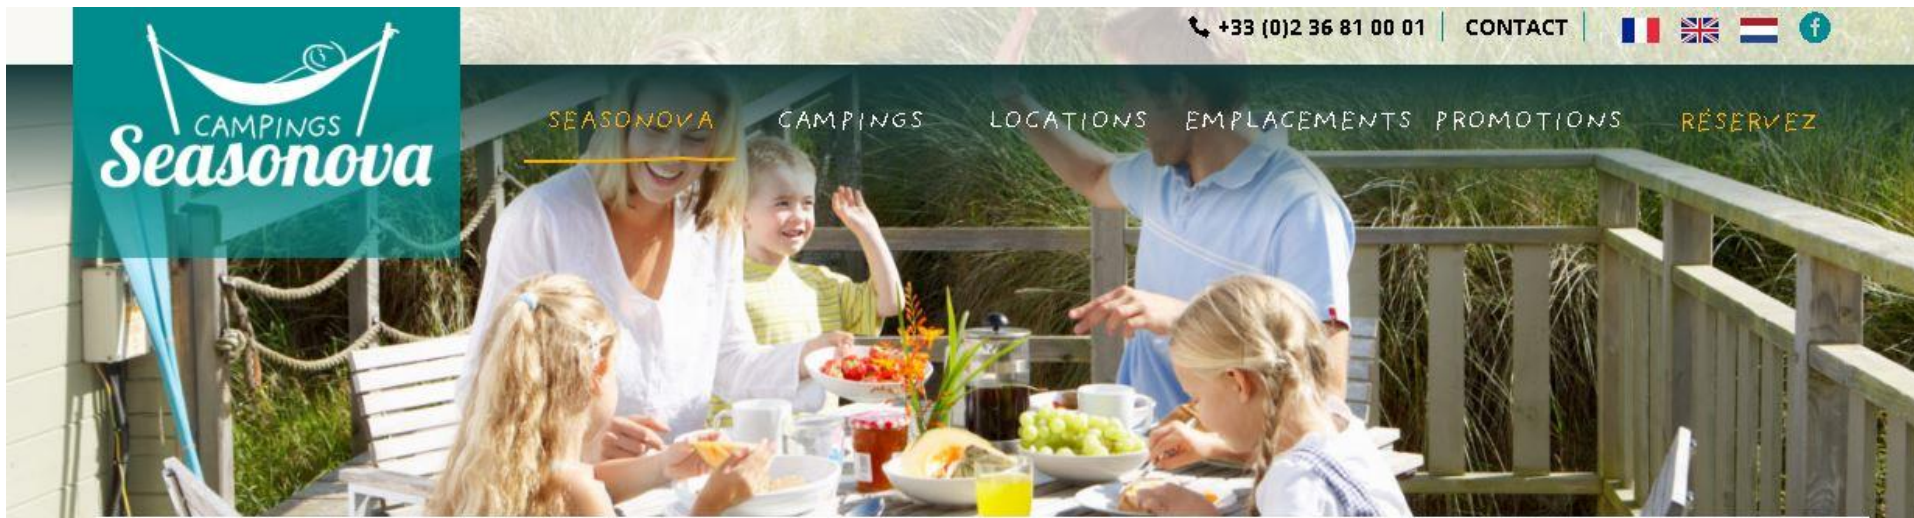 +33 (0)2 36 81 00 01 | CONTACT |
CAMPINGS
Seasonova
SEASONOVA CAMPINGS LOCATIONS EMPLACEMENTS PROMOTIONS RÉSERVEZ